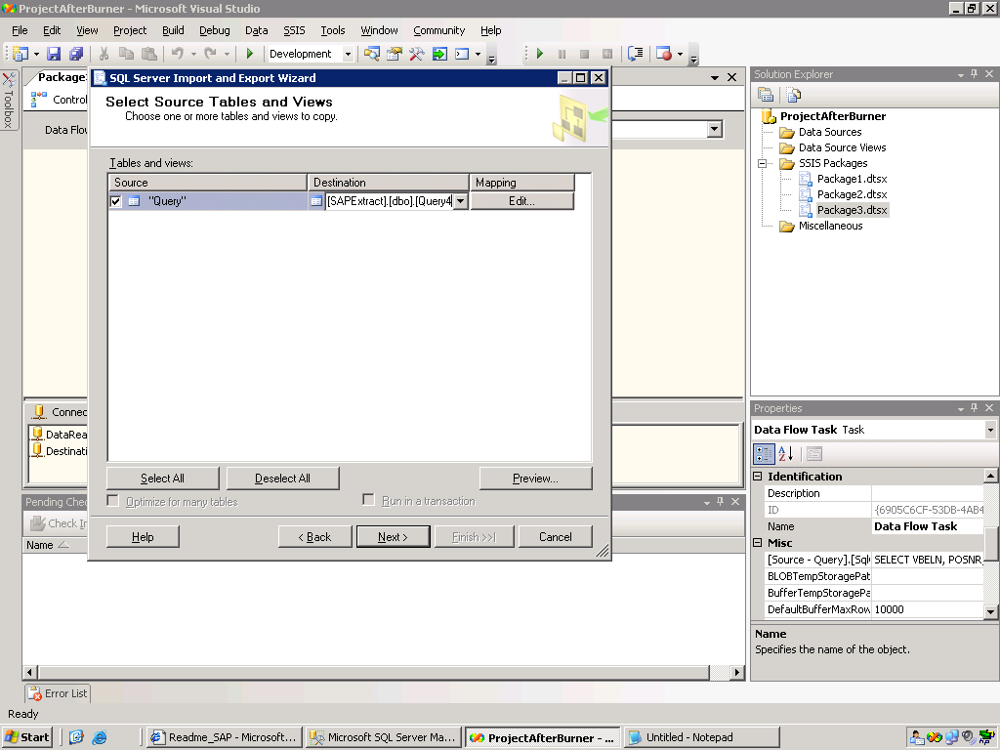 ProjectAfterBurner - Microsoft Visual Studio
File Edit View Project Build Debug Data SSIS Tools Window Community Help
Development
Toolbox
Package
Control
Data Flo
SQL Server Import and Export Wizard
Select Source Tables and Views
Choose one or more tables and views to copy.
Tables and views:
Source Destination Mapping
"Query" [SAPExtract].[dbo].[Query4 Edit...
Select All Deselect All Preview...
Optimize for many tables Run in a transaction
Help < Back Next > Finish >>| Cancel
Connec
DataRea
Destinati
Pending Chec
Check In
Name
Error List
Solution Explorer
ProjectAfterBurner
Data Sources
Data Source Views
SSIS Packages
Package1.dtsx
Package2.dtsx
Package3.dtsx
Miscellaneous
Properties
Data Flow Task Task
Identification
Description
ID {6905C6CF-53DB-4AB4
Name Data Flow Task
Misc
[Source - Query].[Sql SELECT VBELN, POSNR
BLOBTempStoragePat
BufferTempStoragePa
DefaultBufferMaxRow 10000
Name
Specifies the name of the object.
Ready
Start Readme_SAP - Microsoft... Microsoft SQL Server Ma... ProjectAfterBurner - ... Untitled - Notepad